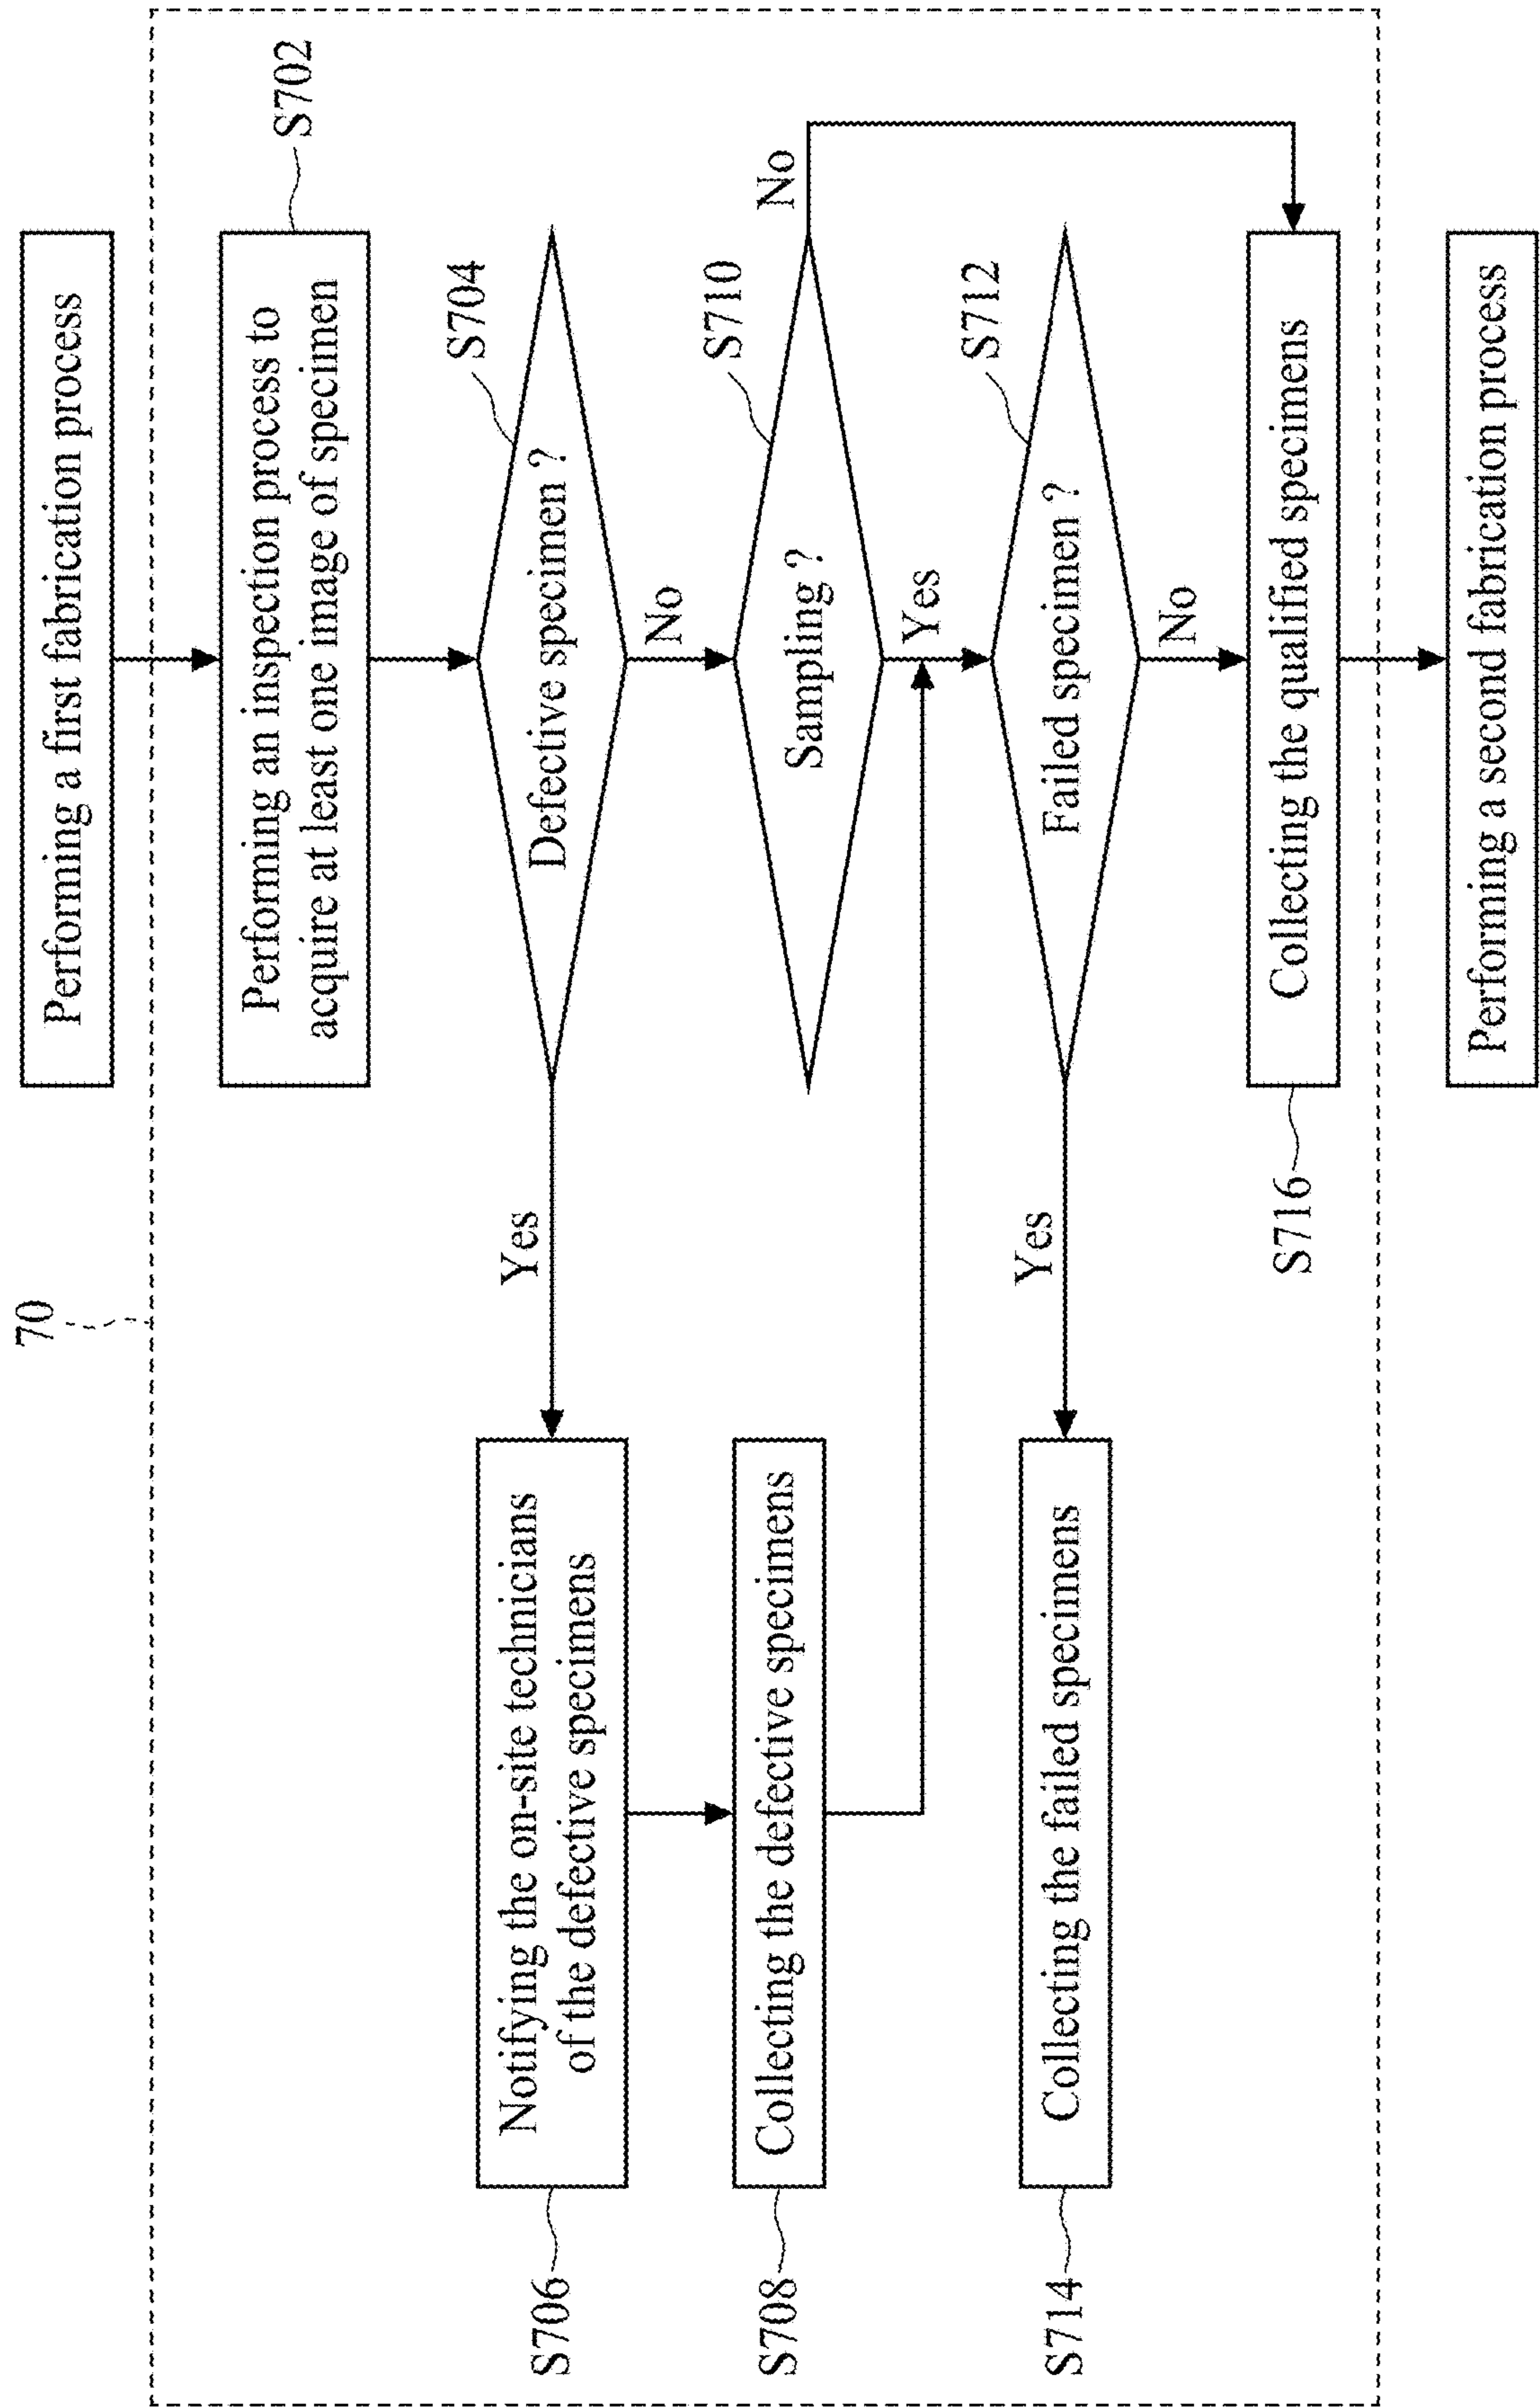 70
Performing a first fabrication process
Performing an inspection process to
acquire at least one image of specimen
S702
Defective specimen ?
S704
Yes
No
Notifying the on-site technicians
of the defective specimens
S706
Sampling ?
S710
No
Yes
Collecting the defective specimens
S708
Failed specimen ?
S712
Yes
No
Collecting the failed specimens
S714
Collecting the qualified specimens
S716
Performing a second fabrication process